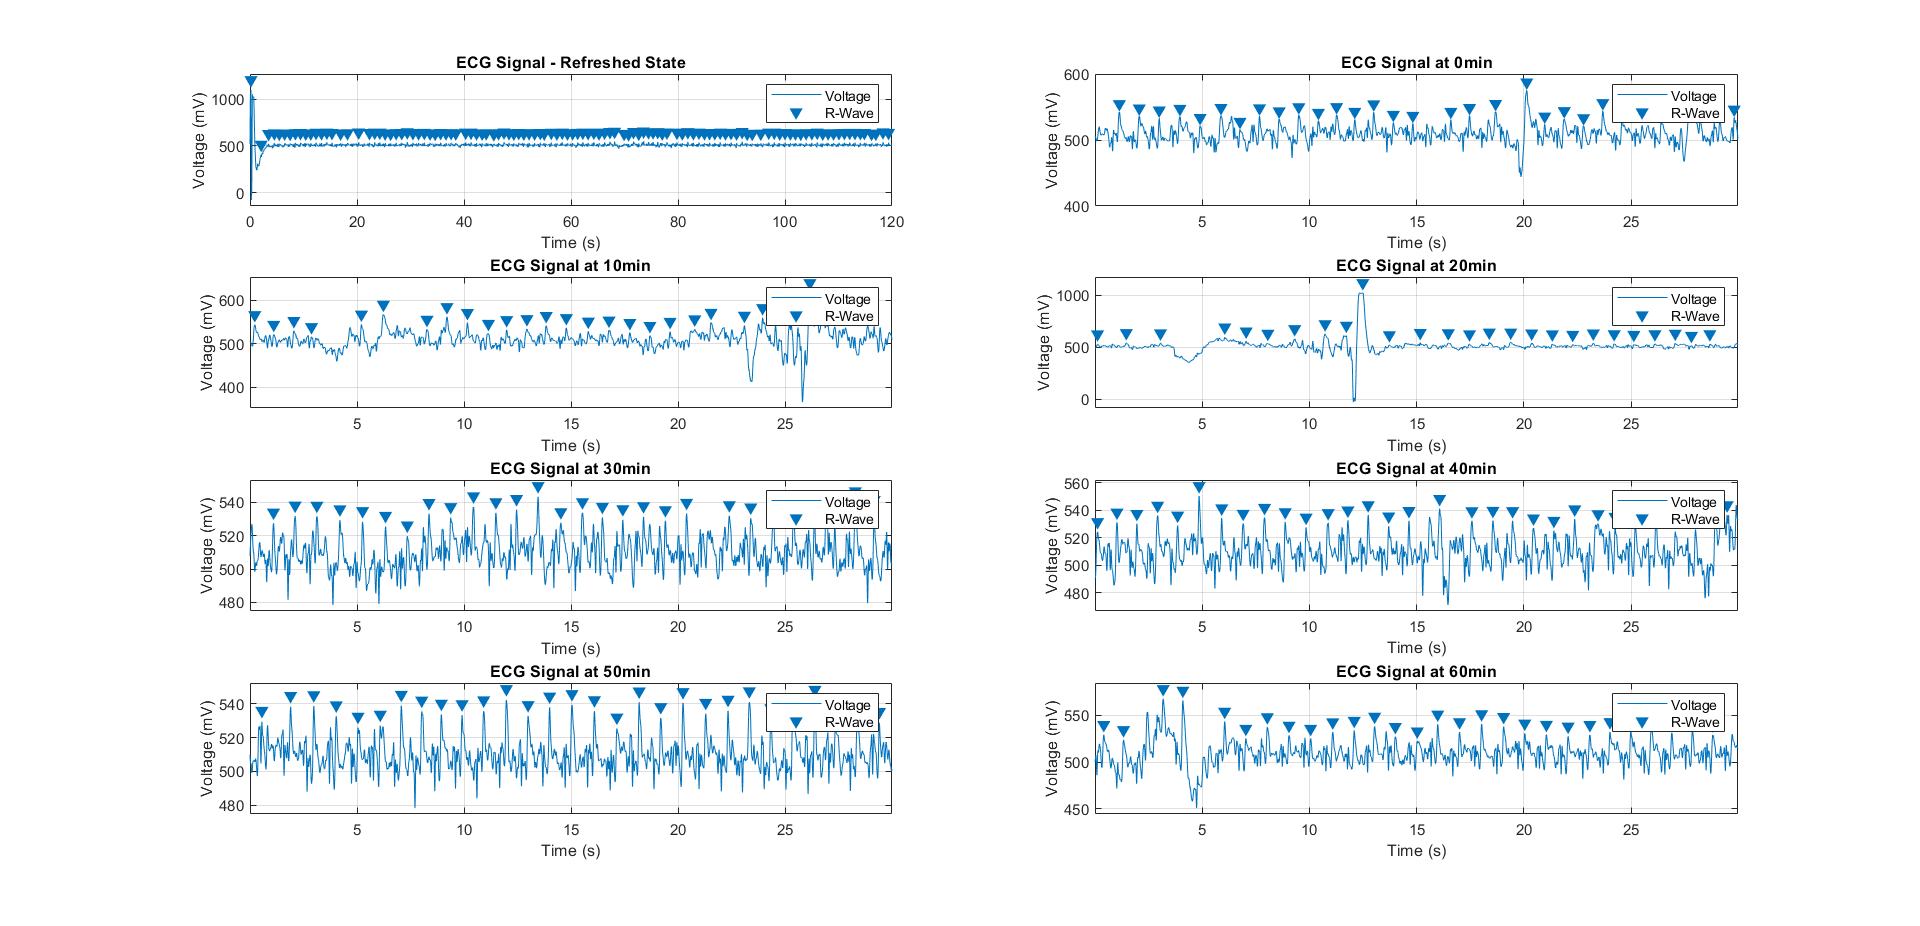 ECG Signal - Refreshed State
Voltage (mV)
1000
500
0
Voltage
R-Wave
0 20 40 60 80 100 120
Time (s)
ECG Signal at 0min
Voltage (mV)
600
500
400
Voltage
R-Wave
5 10 15 20 25
Time (s)
ECG Signal at 10min
Voltage (mV)
600
500
400
Voltage
R-Wave
5 10 15 20 25
Time (s)
ECG Signal at 20min
Voltage (mV)
1000
500
0
Voltage
R-Wave
5 10 15 20 25
Time (s)
ECG Signal at 30min
Voltage (mV)
540
520
500
480
Voltage
R-Wave
5 10 15 20 25
Time (s)
ECG Signal at 40min
Voltage (mV)
560
540
520
500
480
Voltage
R-Wave
5 10 15 20 25
Time (s)
ECG Signal at 50min
Voltage (mV)
540
520
500
480
Voltage
R-Wave
5 10 15 20 25
Time (s)
ECG Signal at 60min
Voltage (mV)
550
500
450
Voltage
R-Wave
5 10 15 20 25
Time (s)